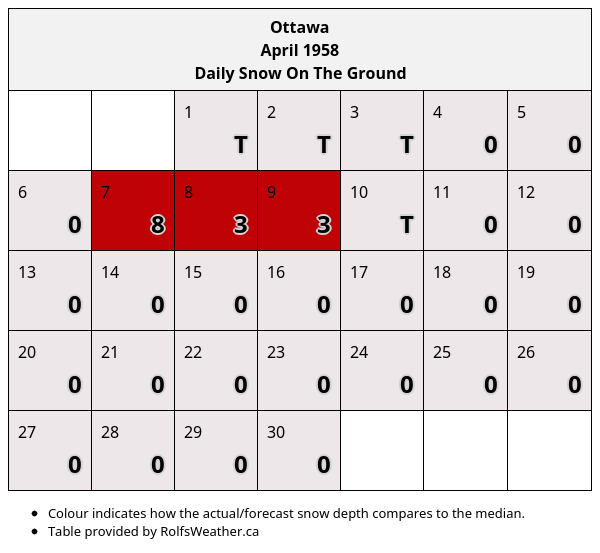 Ottawa
April 1958
Daily Snow On The Ground
1 2 3 4 5
T T T 0 0
6 7 8 9 10 11 12
0 8 3 3 T 0 0
13 14 15 16 17 18 19
0 0 0 0 0 0 0
20 21 22 23 24 25 26
0 0 0 0 0 0 0
27 28 29 30
0 0 0 0
• Colour indicates how the actual/forecast snow depth compares to the median.
• Table provided by RolfsWeather.ca